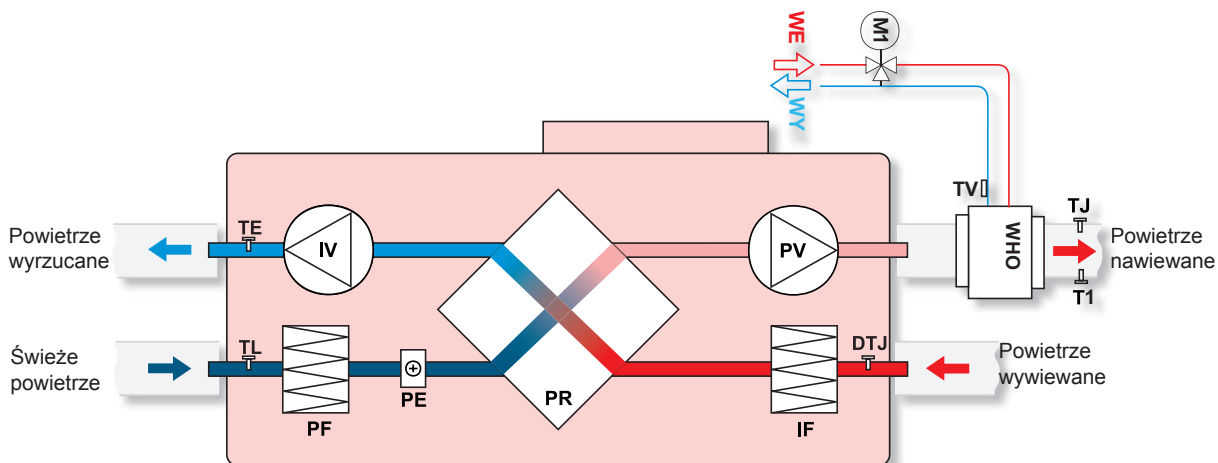 WE
M1
WY
TV
TJ
TE
IV
PV
WHO
Powietrze
wyrzucane
Powietrze
nawiewane
T1
TL
DTJ
Świeże
powietrze
PE
PR
Powietrze
wywiewane
PF
IF